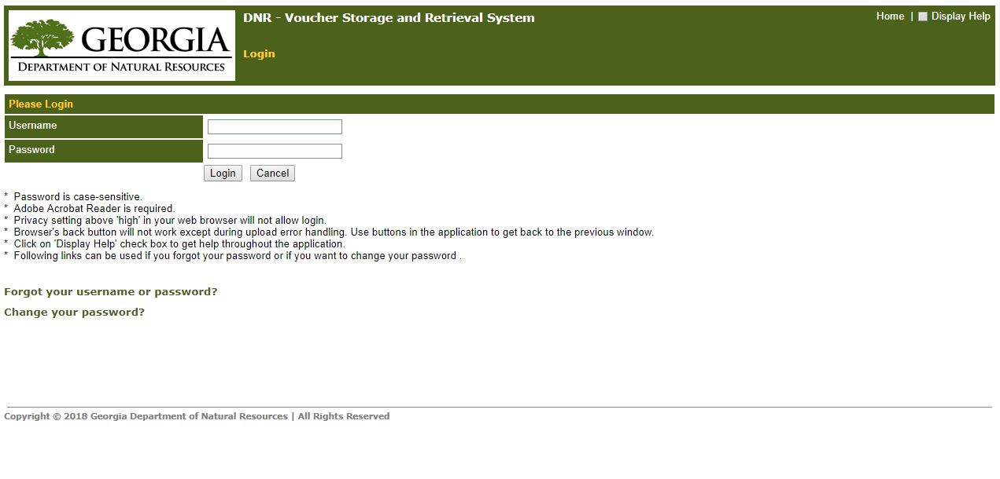 GEORGIA
DEPARTMENT OF NATURAL RESOURCES
DNR - Voucher Storage and Retrieval System
Home | Display Help
Login
Please Login
Username
Password
Login Cancel
* Password is case-sensitive.
* Adobe Acrobat Reader is required.
* Privacy setting above 'high' in your web browser will not allow login.
* Browser's back button will not work except during upload error handling. Use buttons in the application to get back to the previous window.
* Click on 'Display Help' check box to get help throughout the application.
* Following links can be used if you forgot your password or if you want to change your password .
Forgot your username or password?
Change your password?
Copyright © 2018 Georgia Department of Natural Resources | All Rights Reserved